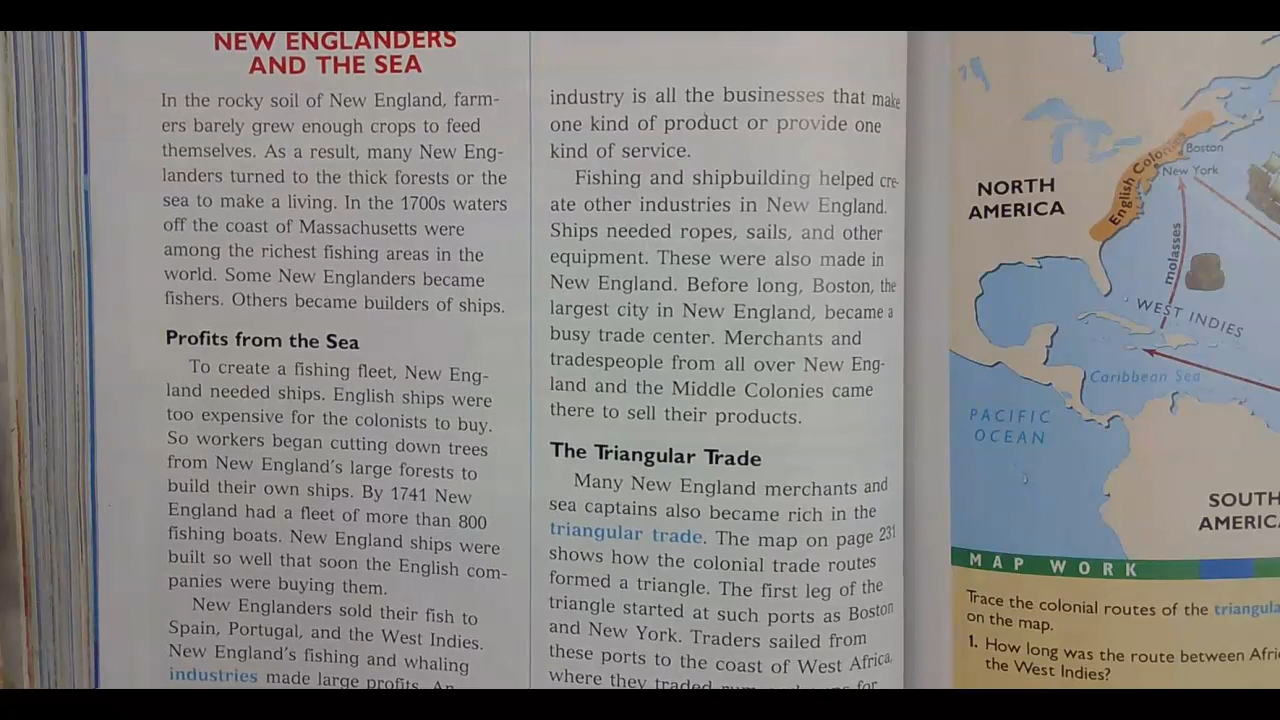 NEW ENGLANDERS
AND THE SEA
In the rocky soil of New England, farm-
ers barely grew enough crops to feed
themselves. As a result, many New Eng-
landers turned to the thick forests or the
sea to make a living. In the 1700s waters
off the coast of Massachusetts were
among the richest fishing areas in the
world. Some New Englanders became
fishers. Others became builders of ships.
Profits from the Sea
To create a fishing fleet, New Eng-
land needed ships. English ships were
too expensive for the colonists to buy.
So workers began cutting down trees
from New England's large forests to
build their own ships. By 1741 New
England had a fleet of more than 800
fishing boats. New England ships were
built so well that soon the English com-
panies were buying them.
New Englanders sold their fish to
Spain, Portugal, and the West Indies.
New England's fishing and whaling
industries made large profits. An
industry is all the businesses that make
one kind of product or provide one
kind of service.
Fishing and shipbuilding helped cre-
ate other industries in New England.
Ships needed ropes, sails, and other
equipment. These were also made in
New England. Before long, Boston, the
largest city in New England, became a
busy trade center. Merchants and
tradespeople from all over New Eng-
land and the Middle Colonies came
there to sell their products.
The Triangular Trade
Many New England merchants and
sea captains also became rich in the
triangular trade. The map on page 231
shows how the colonial trade routes
formed a triangle. The first leg of the
triangle started at such ports as Boston
and New York. Traders sailed from
these ports to the coast of West Africa,
where they traded for
NORTH
AMERICA
English Colonies
Boston
New York
molasses
WEST INDIES
Caribbean Sea
PACIFIC
OCEAN
SOUTH
AMERIC
MAP WORK
Trace the colonial routes of the triangula
on the map.
1. How long was the route between Afri
the West Indies?